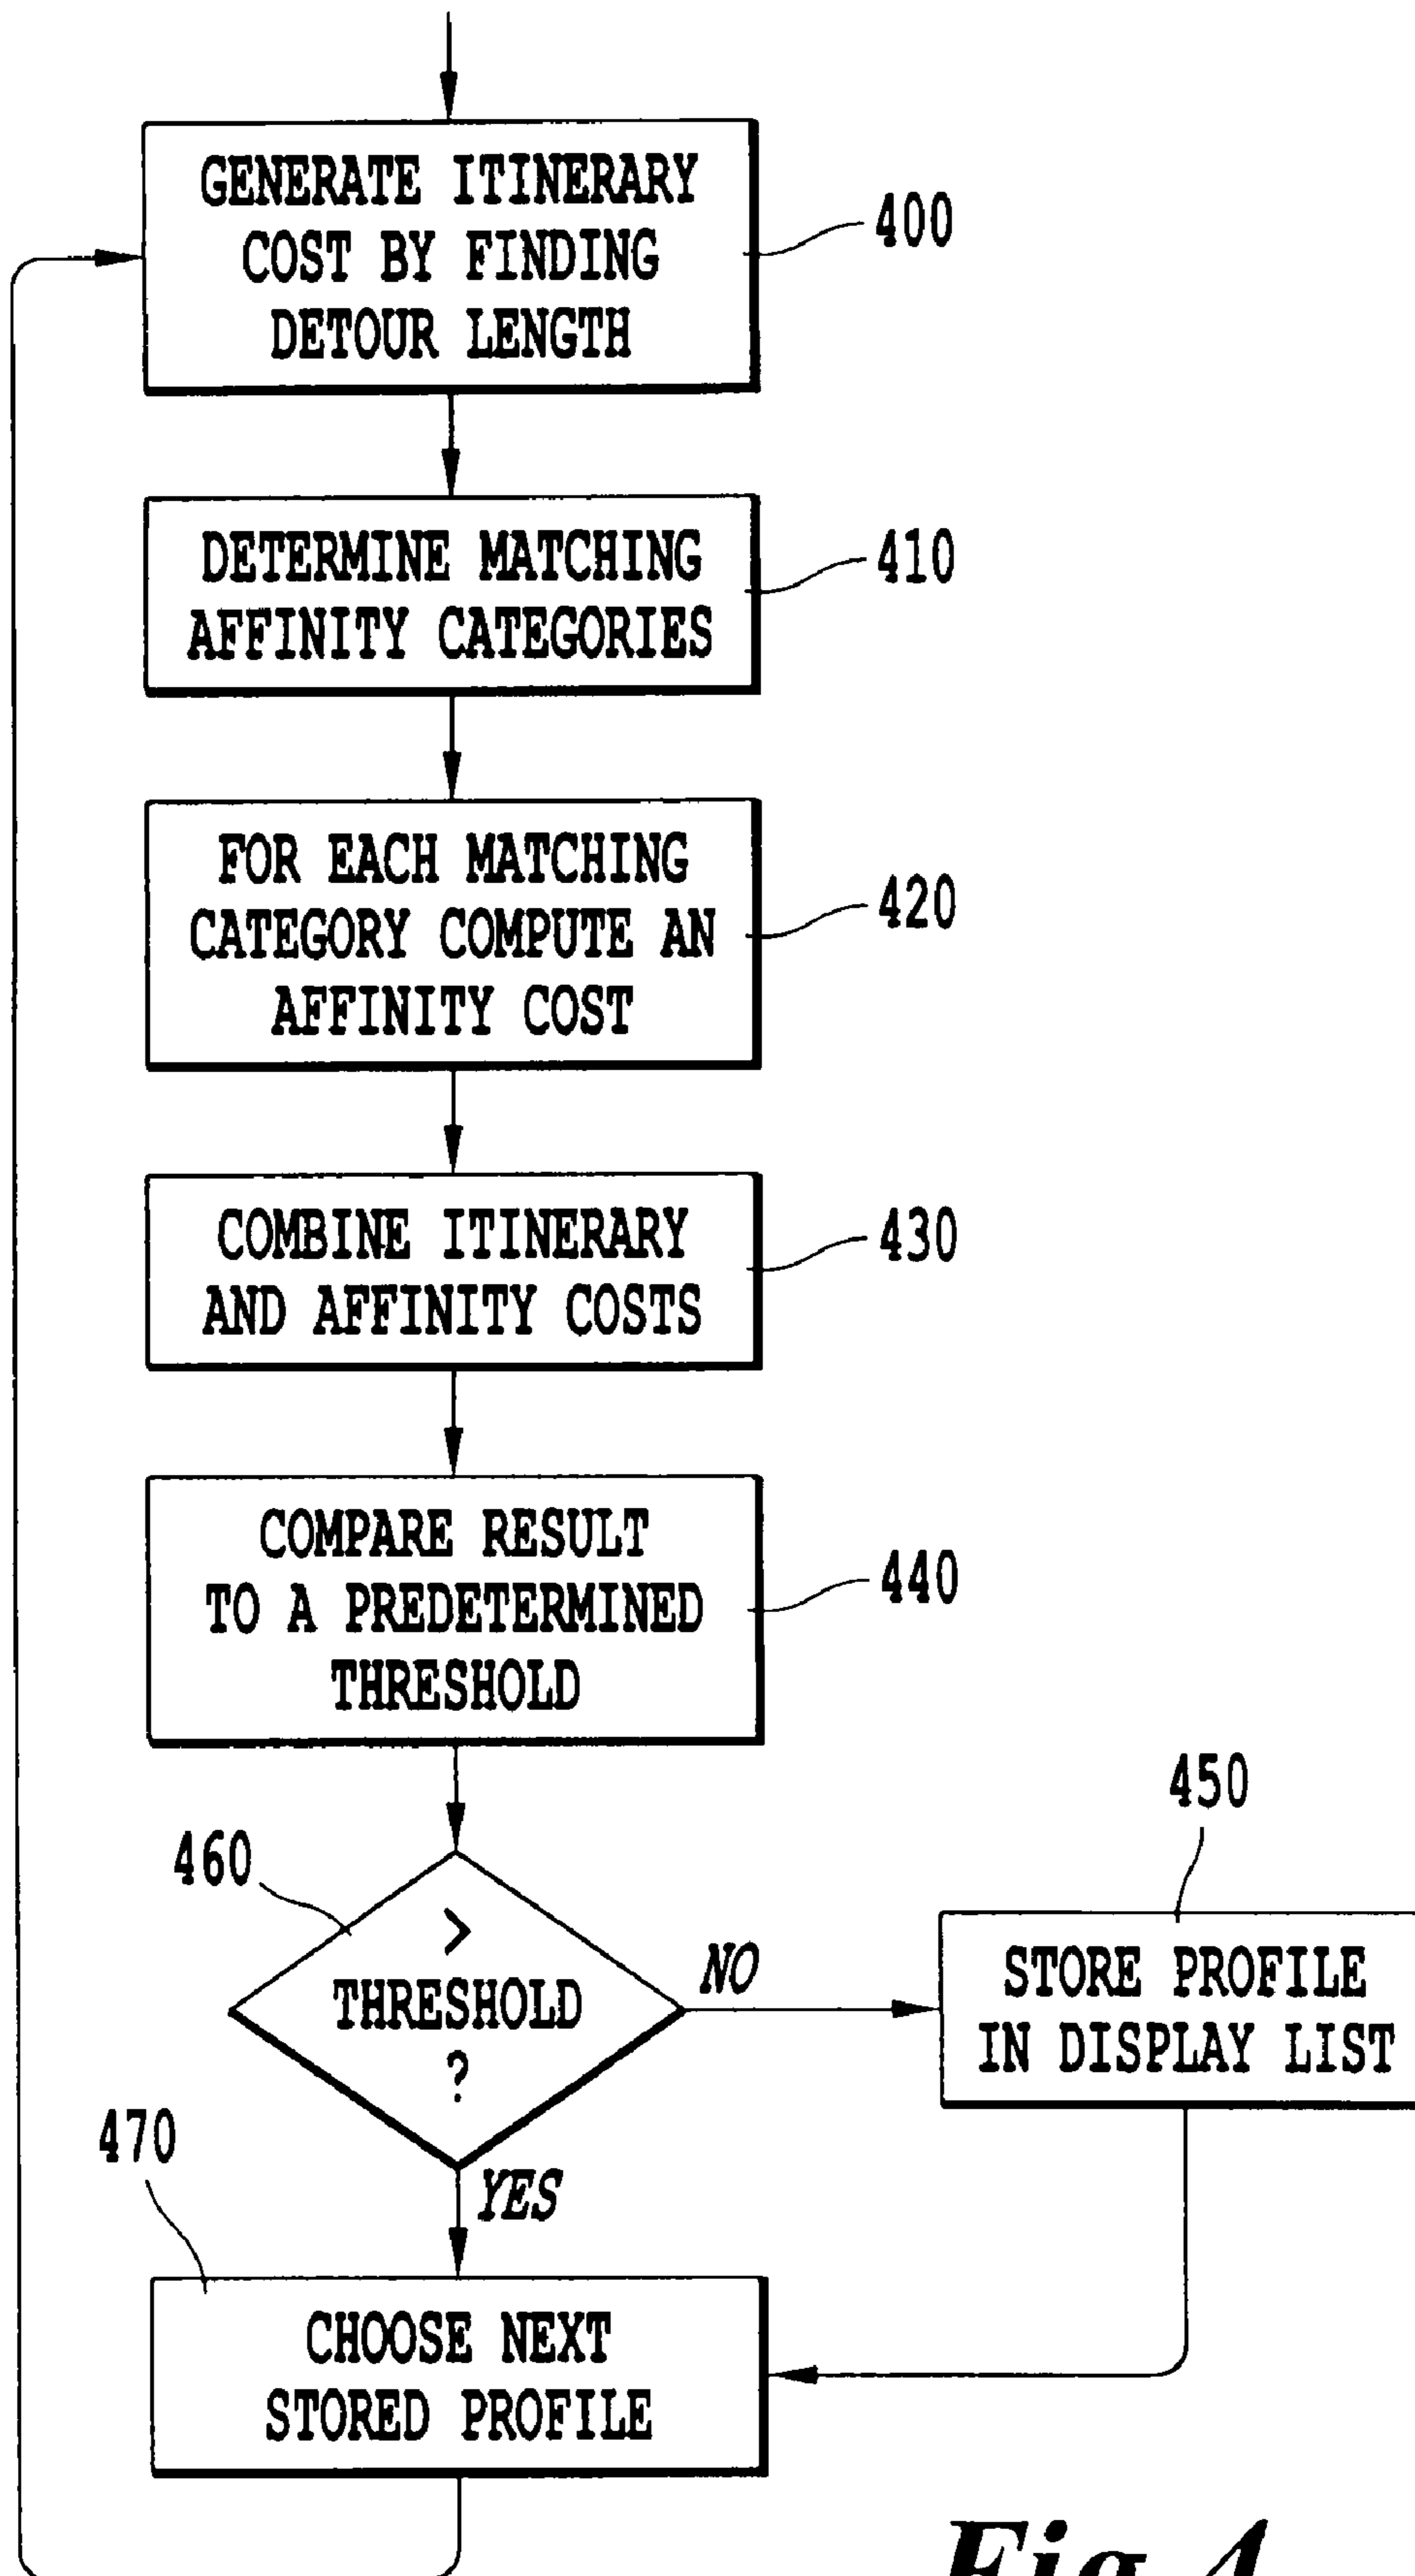 GENERATE ITINERARY
COST BY FINDING
DETOUR LENGTH
400
DETERMINE MATCHING
AFFINITY CATEGORIES
410
FOR EACH MATCHING
CATEGORY COMPUTE AN
AFFINITY COST
420
COMBINE ITINERARY
AND AFFINITY COSTS
430
COMPARE RESULT
TO A PREDETERMINED
THRESHOLD
440
460
>
THRESHOLD
?
NO
450
STORE PROFILE
IN DISPLAY LIST
YES
470
CHOOSE NEXT
STORED PROFILE
Fig. 4